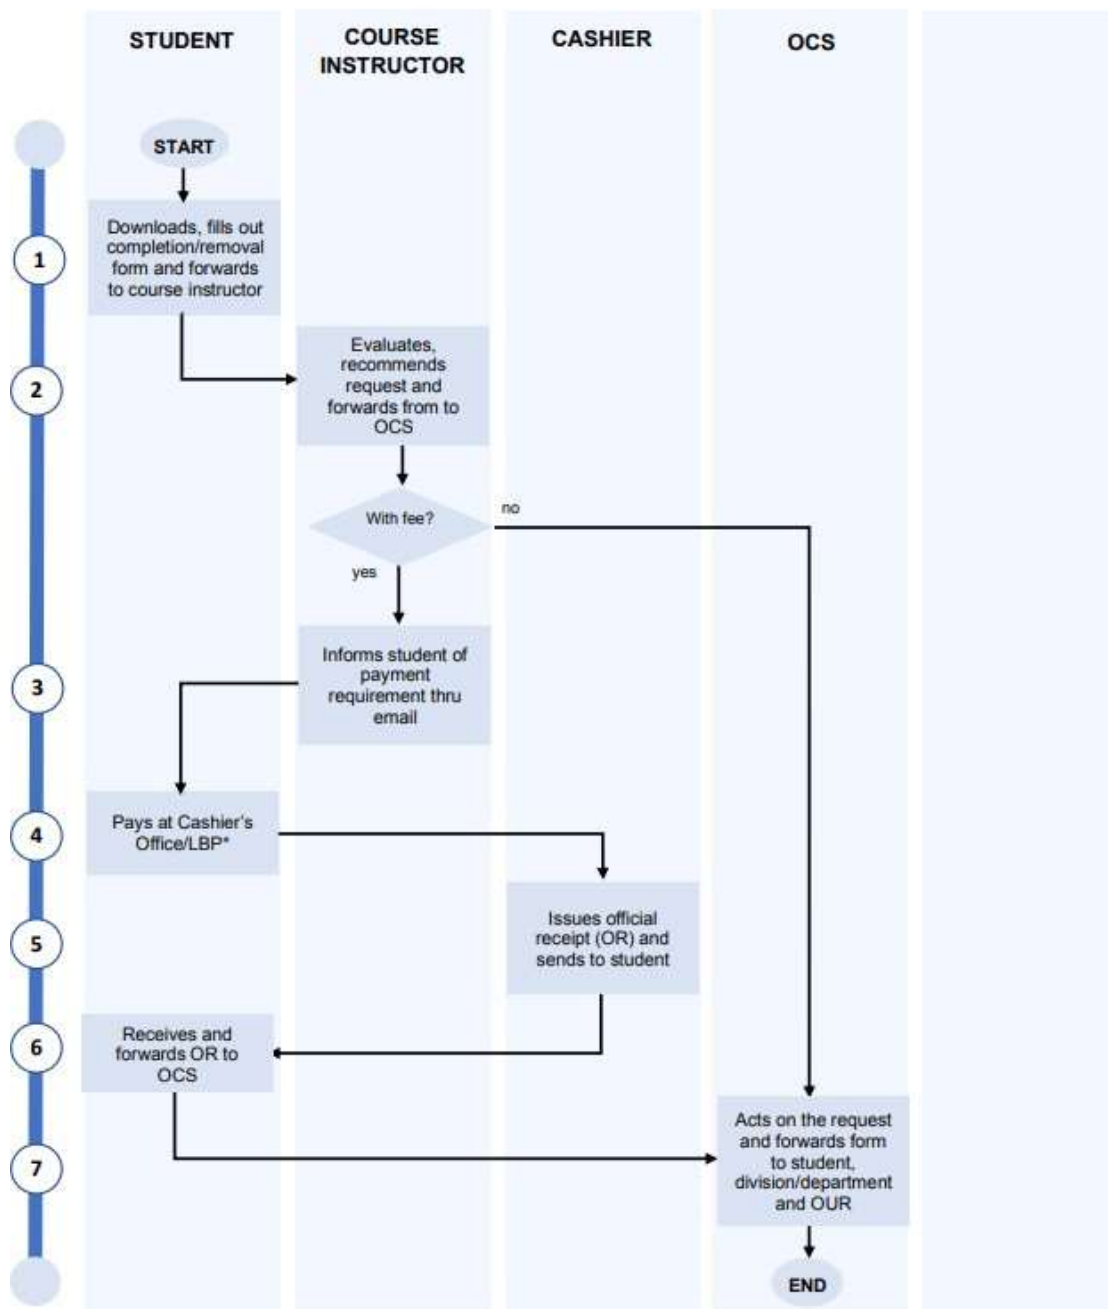 STUDENT
COURSE
INSTRUCTOR
CASHIER
OCS
START
1
Downloads, fills out
completion/removal
form and forwards
to course instructor
2
Evaluates,
recommends
request and
forwards from to
OCS
With fee?
no
yes
3
Informs student of
payment
requirement thru
email
4
Pays at Cashier's
Office/LBP*
5
Issues official
receipt (OR) and
sends to student
6
Receives and
forwards OR to
OCS
7
Acts on the request
and forwards form
to student,
division/department
and OUR
END